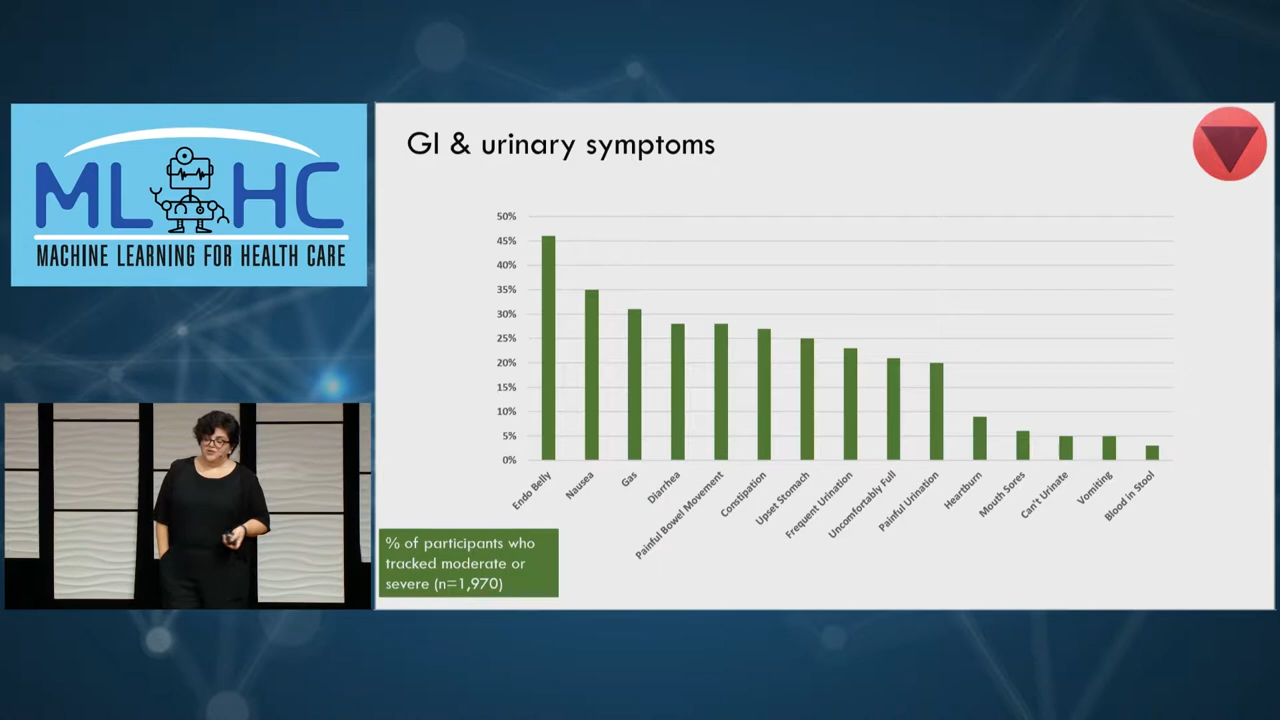 ML HC
MACHINE LEARNING FOR HEALTH CARE
GI & urinary symptoms
50%
45%
40%
35%
30%
25%
20%
15%
10%
5%
0%
Endo Belly
Nausea
Gas
Diarrhea
Painful Bowel Movement
Constipation
Upset Stomach
Frequent Urination
Uncomfortably Full
Painful Urination
Heartburn
Mouth Sores
Can't Urinate
Vomiting
Blood in Stool
% of participants who
tracked moderate or
severe (n=1,970)